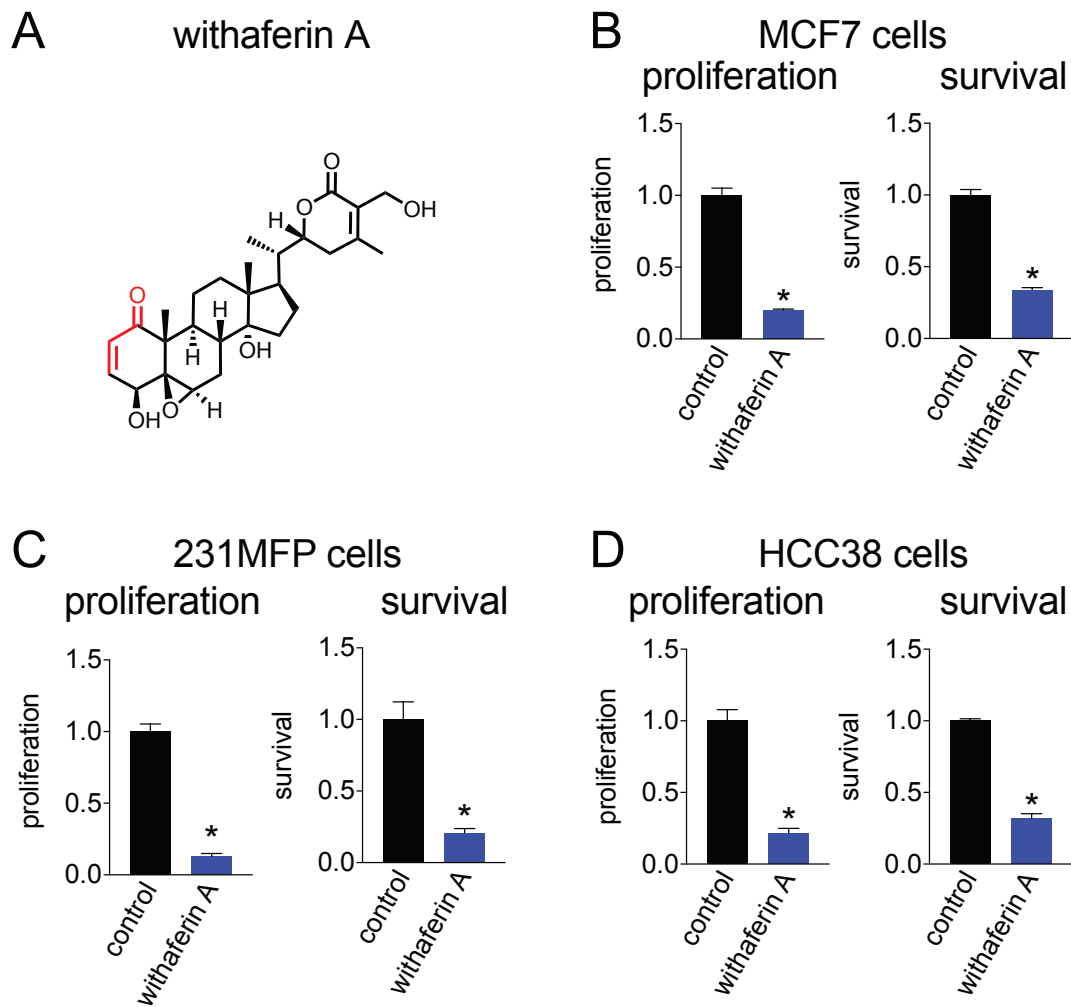 A
withaferin A
O
O
O
H
OH
O
H
H
OH
H
O
OH
B
MCF7 cells
proliferation
survival
proliferation
1.5
1.0
0.5
0.0
*
control
withaferin A
survival
1.5
1.0
0.5
0.0
*
control
withaferin A
C
231MFP cells
proliferation
survival
proliferation
1.5
1.0
0.5
0.0
*
control
withaferin A
survival
1.5
1.0
0.5
0.0
*
control
withaferin A
D
HCC38 cells
proliferation
survival
proliferation
1.5
1.0
0.5
0.0
*
control
withaferin A
survival
1.5
1.0
0.5
0.0
*
control
withaferin A